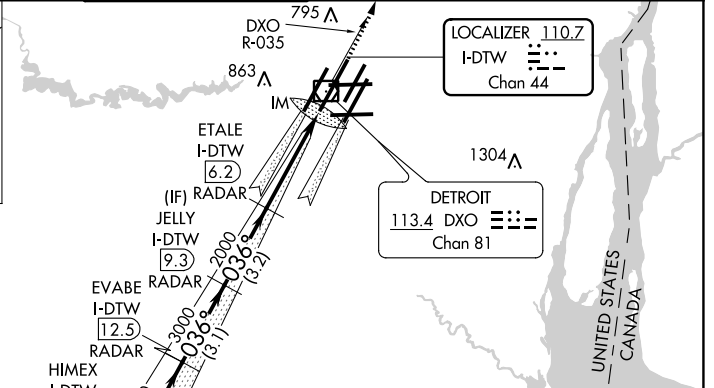 795
DXO
R-035
LOCALIZER 110.7
I-DTW
Chan 44
863
IM
ETALE
I-DTW
6.2
RADAR
1304
DETROIT
113.4 DXO
Chan 81
(IF)
JELLY
I-DTW
9.3
RADAR
2000
036°
(3.2)
EVABE
I-DTW
12.5
RADAR
3000
036°
(3.1)
HIMEX
I-DTW
UNITED STATES
CANADA